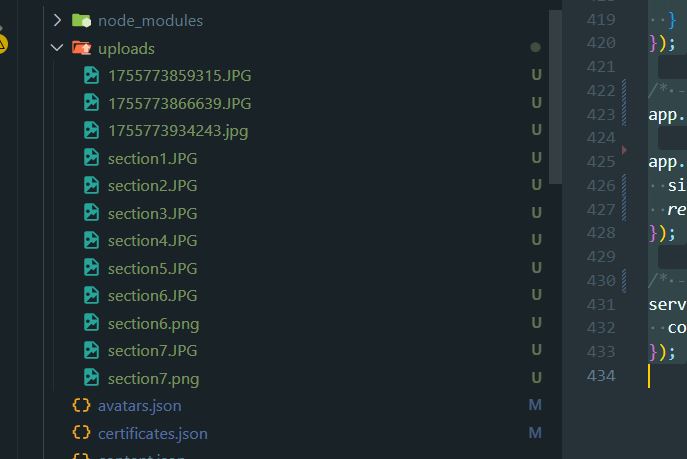 node_modules
uploads
1755773859315.JPG U
1755773866639.JPG U
1755773934243.jpg U
section1.JPG U
section2.JPG U
section3.JPG U
section4.JPG U
section5.JPG U
section6.JPG U
section6.png U
section7.JPG U
section7.png U
avatars.json M
certificates.json M
419 }
420 });
421
422 /* -
423 app.
424
425 app.
426 si
427 re
428 });
429
430 /* -
431 serv
432 co
433 });
434